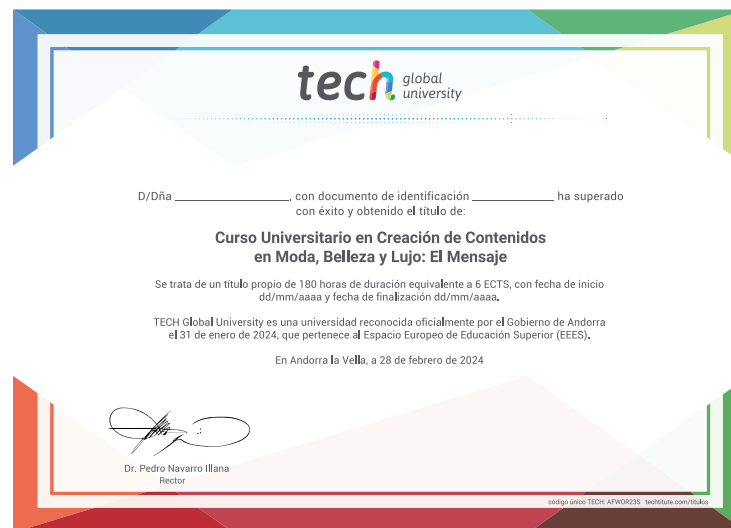 tech global university
D/Dña ______________, con documento de identificación ____________ ha superado
con éxito y obtenido el título de:
Curso Universitario en Creación de Contenidos
en Moda, Belleza y Lujo: El Mensaje
Se trata de un título propio de 180 horas de duración equivalente a 6 ECTS, con fecha de inicio
dd/mm/aaaa y fecha de finalización dd/mm/aaaa.
TECH Global University es una universidad reconocida oficialmente por el Gobierno de Andorra
el 31 de enero de 2024, que pertenece al Espacio Europeo de Educación Superior (EEES).
En Andorra la Vella, a 28 de febrero de 2024
Dr. Pedro Navarro Illana
Rector
código único TECH: AFWOR23S techtitute.com/titulos